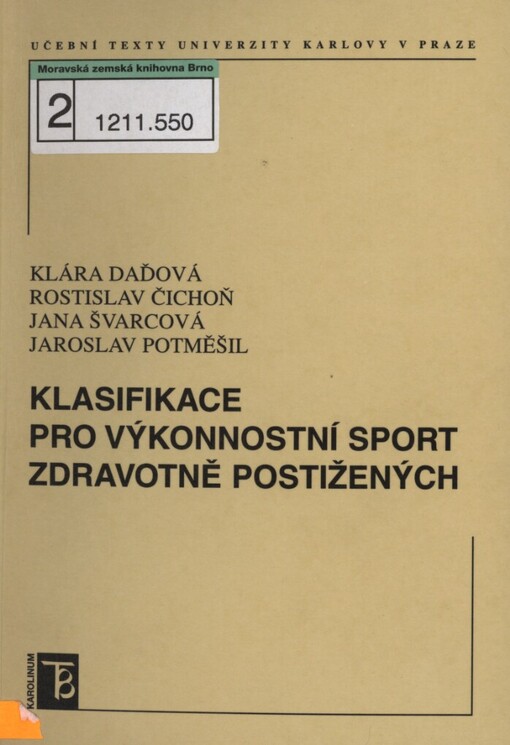 UČEBNÍ TEXTY UNIVERZITY KARLOVY V PRAZE
Moravská zemská knihovna Brno
2
1211.550
KLÁRA DAĎOVÁ
ROSTISLAV ČICHOŇ
JANA ŠVARCOVÁ
JAROSLAV POTMĚŠIL
KLASIFIKACE
PRO VÝKONNOSTNÍ SPORT
ZDRAVOTNĚ POSTIŽENÝCH
KAROLINUM